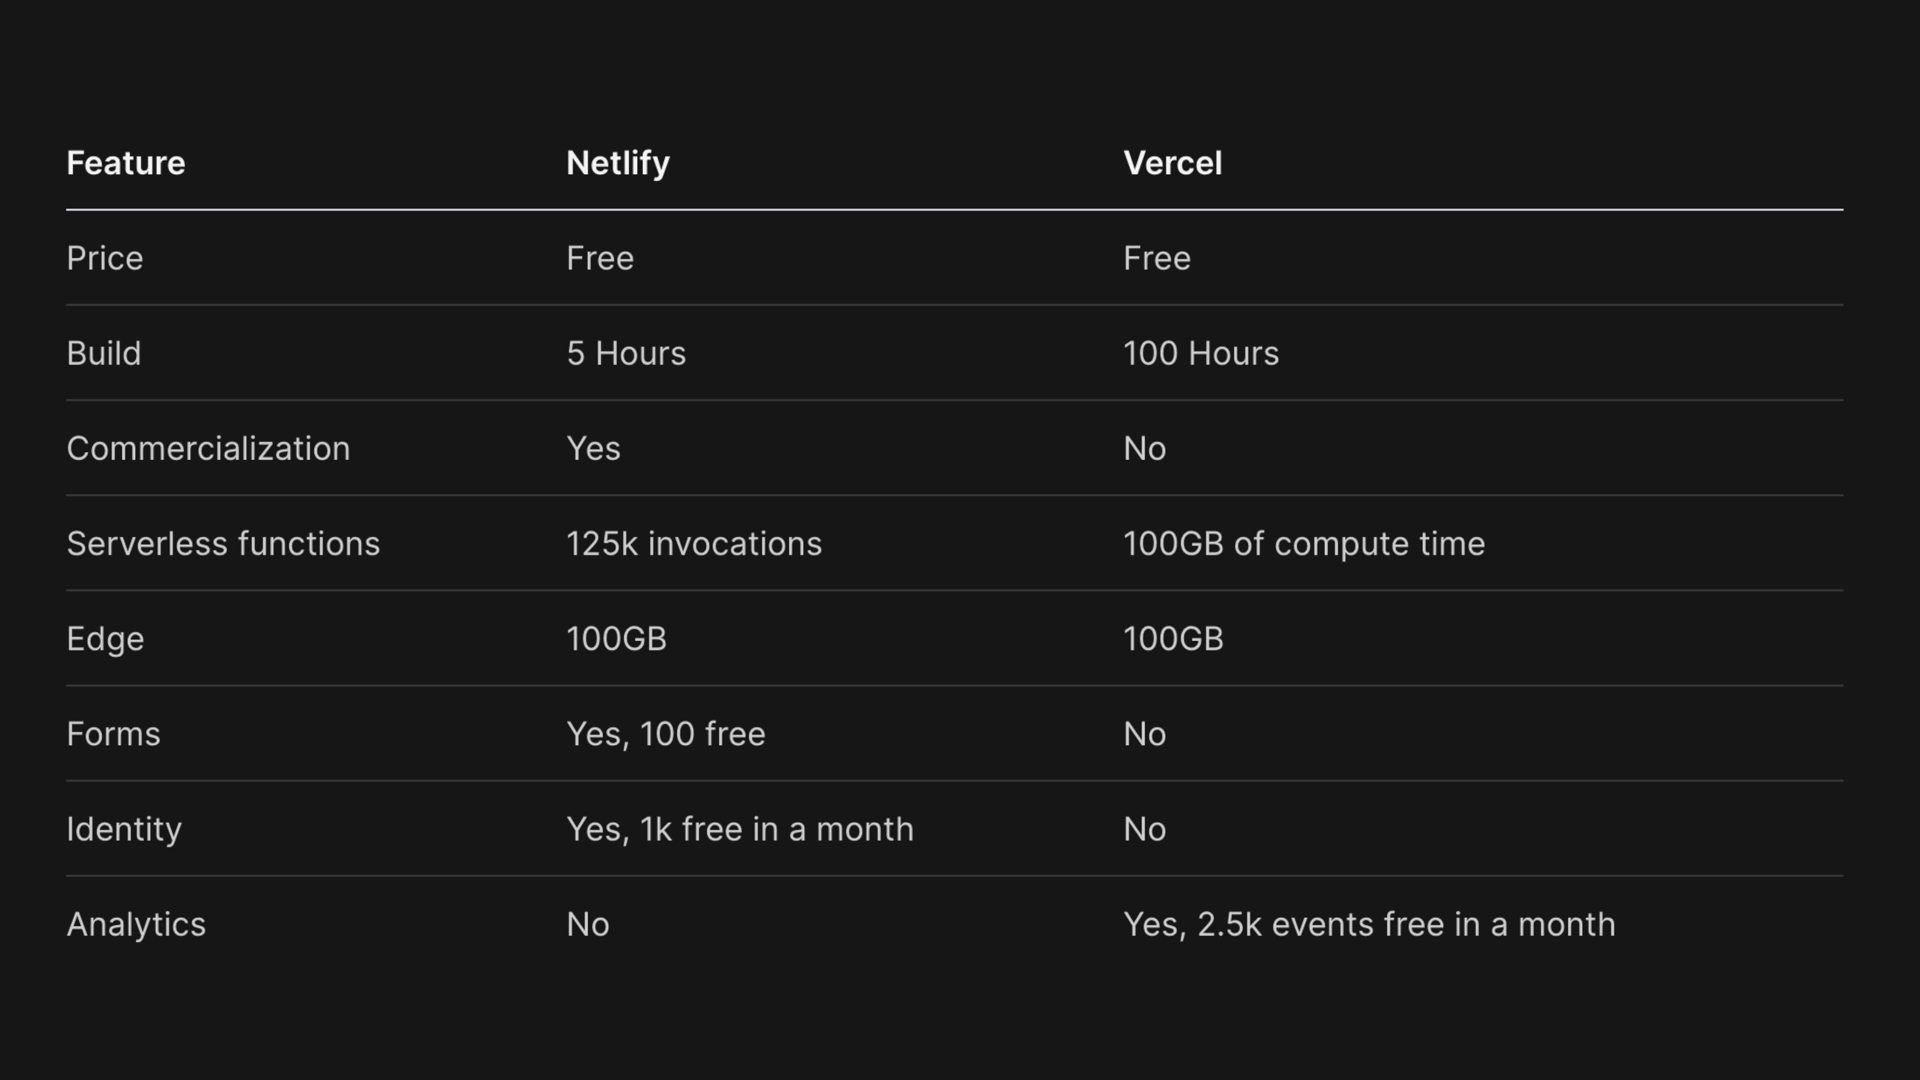 Feature Netlify Vercel
Price Free Free
Build 5 Hours 100 Hours
Commercialization Yes No
Serverless functions 125k invocations 100GB of compute time
Edge 100GB 100GB
Forms Yes, 100 free No
Identity Yes, 1k free in a month No
Analytics No Yes, 2.5k events free in a month